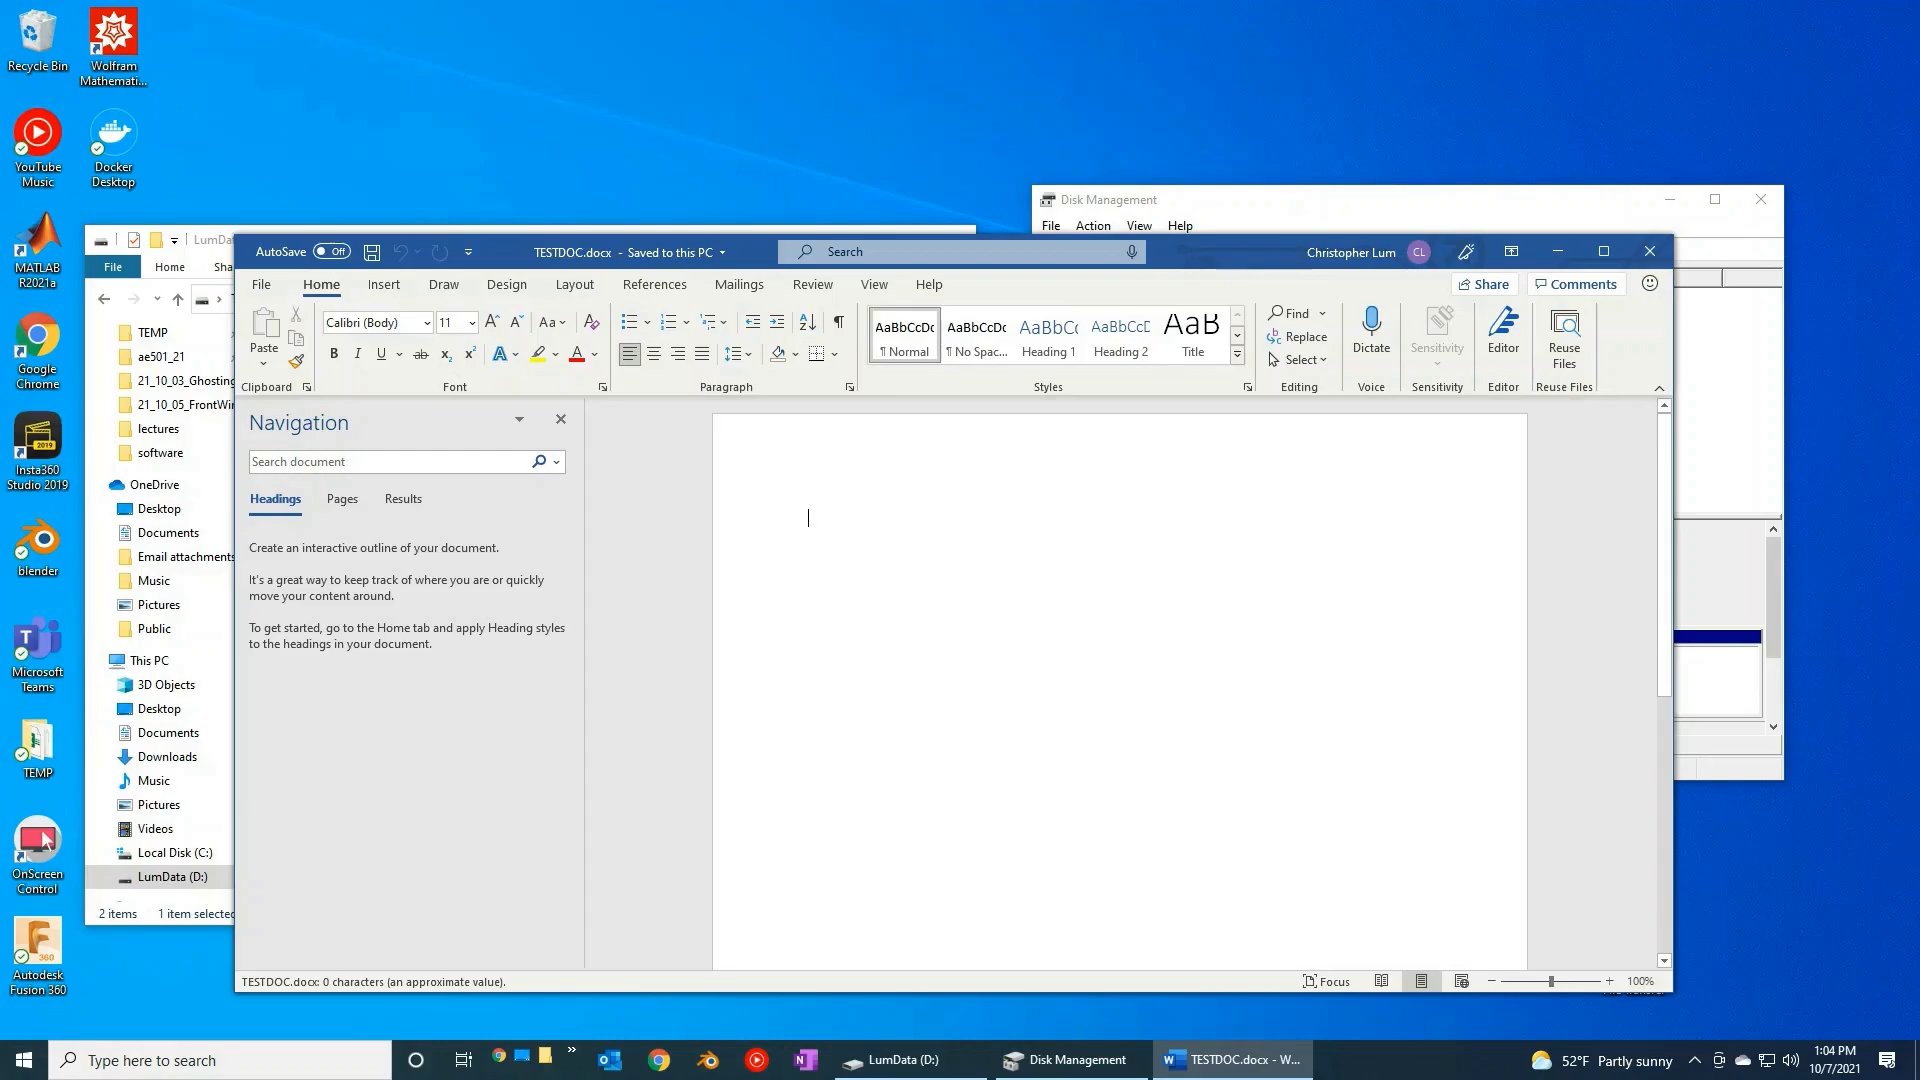 Recycle Bin
Wolfram
Mathemati...
YouTube
Music
Docker
Desktop
MATLAB
R2021a
Google
Chrome
Insta360
Studio 2019
blender
Microsoft
Teams
TEMP
OnScreen
Control
Autodesk
Fusion 360
Disk Management
File Action View Help
File Home
TEMP
ae501_21
21_10_03_Ghosting
lectures
software
OneDrive
Desktop
Documents
Email attachments
Music
Pictures
Public
This PC
3D Objects
Desktop
Documents
Downloads
Music
Pictures
Videos
Local Disk (C:)
LumData (D:)
2 items 1 item selected
AutoSave Off TESTDOC.docx - Saved to this PC Search Christopher Lum CL
File Home Insert Draw Design Layout References Mailings Review View Help Share Comments
Paste
Clipboard
Calibri (Body) 11
Font
Paragraph
AaBbCcDc AaBbCcDc AaBbCc AaBbCcD AaB
¶ Normal ¶ No Spac... Heading 1 Heading 2 Title
Styles
Find
Replace
Select
Editing
Dictate
Voice
Sensitivity
Sensitivity
Editor
Editor
Reuse
Files
Reuse Files
Navigation
Search document
Headings Pages Results
Create an interactive outline of your document.
It's a great way to keep track of where you are or quickly
move your content around.
To get started, go to the Home tab and apply Heading styles
to the headings in your document.
TESTDOC.docx: 0 characters (an approximate value).
Focus 100%
Type here to search
LumData (D:) Disk Management TESTDOC.docx - W...
52°F Partly sunny
1:04 PM
10/7/2021